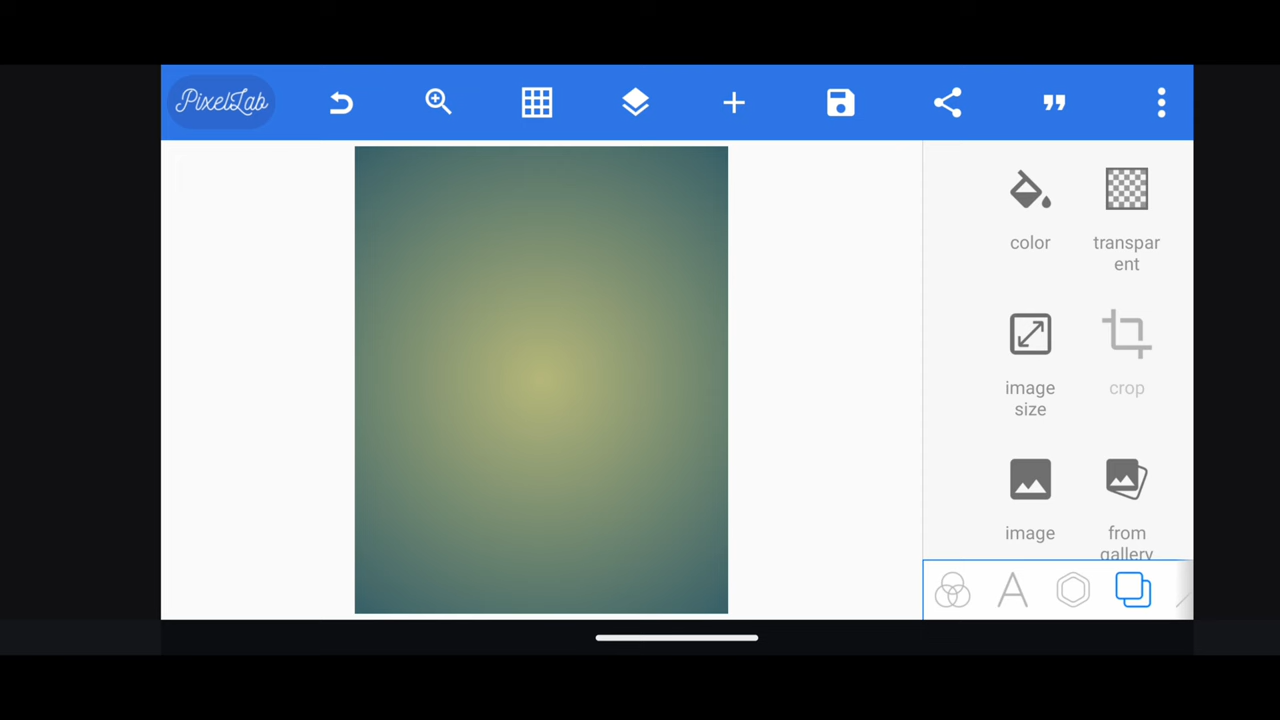 PixelLab
color
transpar
ent
image
size
crop
image
from
gallery